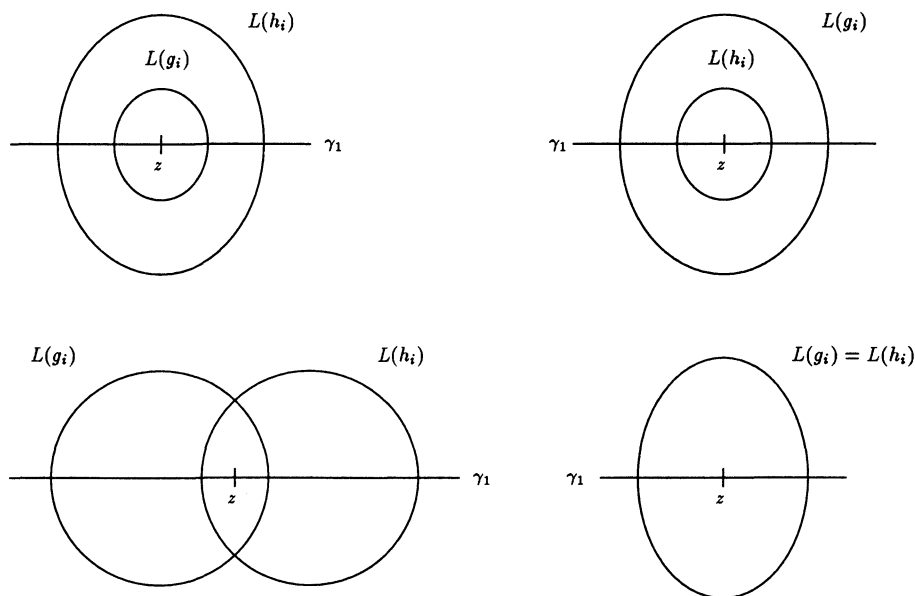 L(h_i)
L(g_i)
γ_1
z
L(g_i)
L(h_i)
γ_1
z
L(g_i)
L(h_i)
γ_1
z
L(g_i) = L(h_i)
γ_1
z